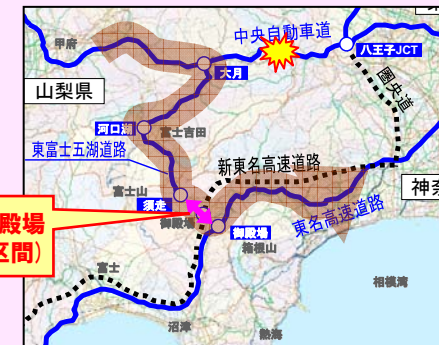 甲府
中央自動車道
八王子JCT
大月
圏央道
山梨県
河口湖
富士吉田
東富士五湖道路
新東名高速道路
富士山
須走
神奈
殿場
区間)
御殿場
御殿場
東名高速道路
箱根山
富士
相模湾
沼津
熱海